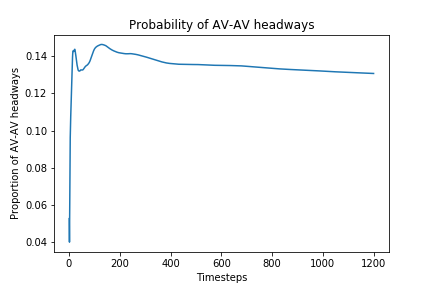 Probability of AV-AV headways
Proportion of AV-AV headways
0.14
0.12
0.10
0.08
0.06
0.04
0 200 400 600 800 1000 1200
Timesteps